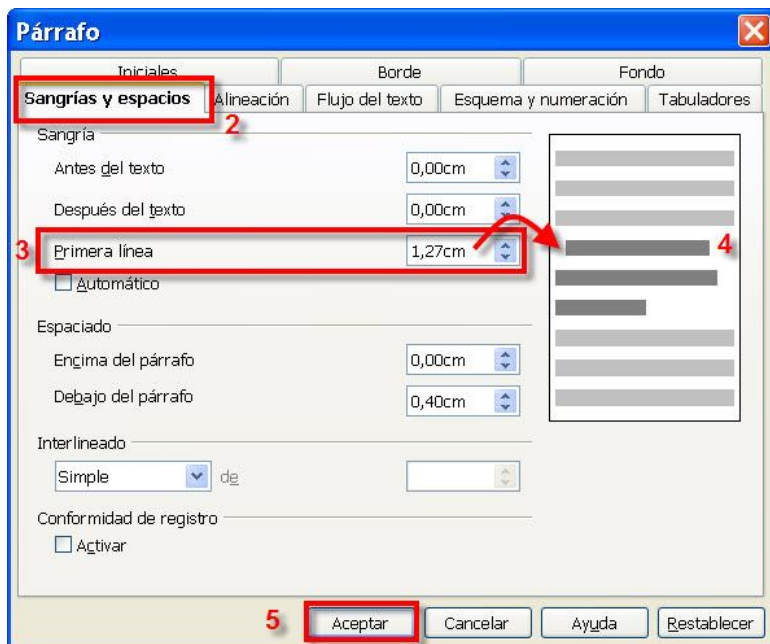 Párrafo
Iniciales Borde Fondo
Sangrías y espacios Alineación Flujo del texto Esquema y numeración Tabuladores
2
Sangría
Antes del texto 0,00cm
Después del texto 0,00cm
3 Primera línea 1,27cm 4
Automático
Espaciado
Encima del párrafo 0,00cm
Debajo del párrafo 0,40cm
Interlineado
Simple de
Conformidad de registro
Activar
5 Aceptar Cancelar Ayuda Restablecer